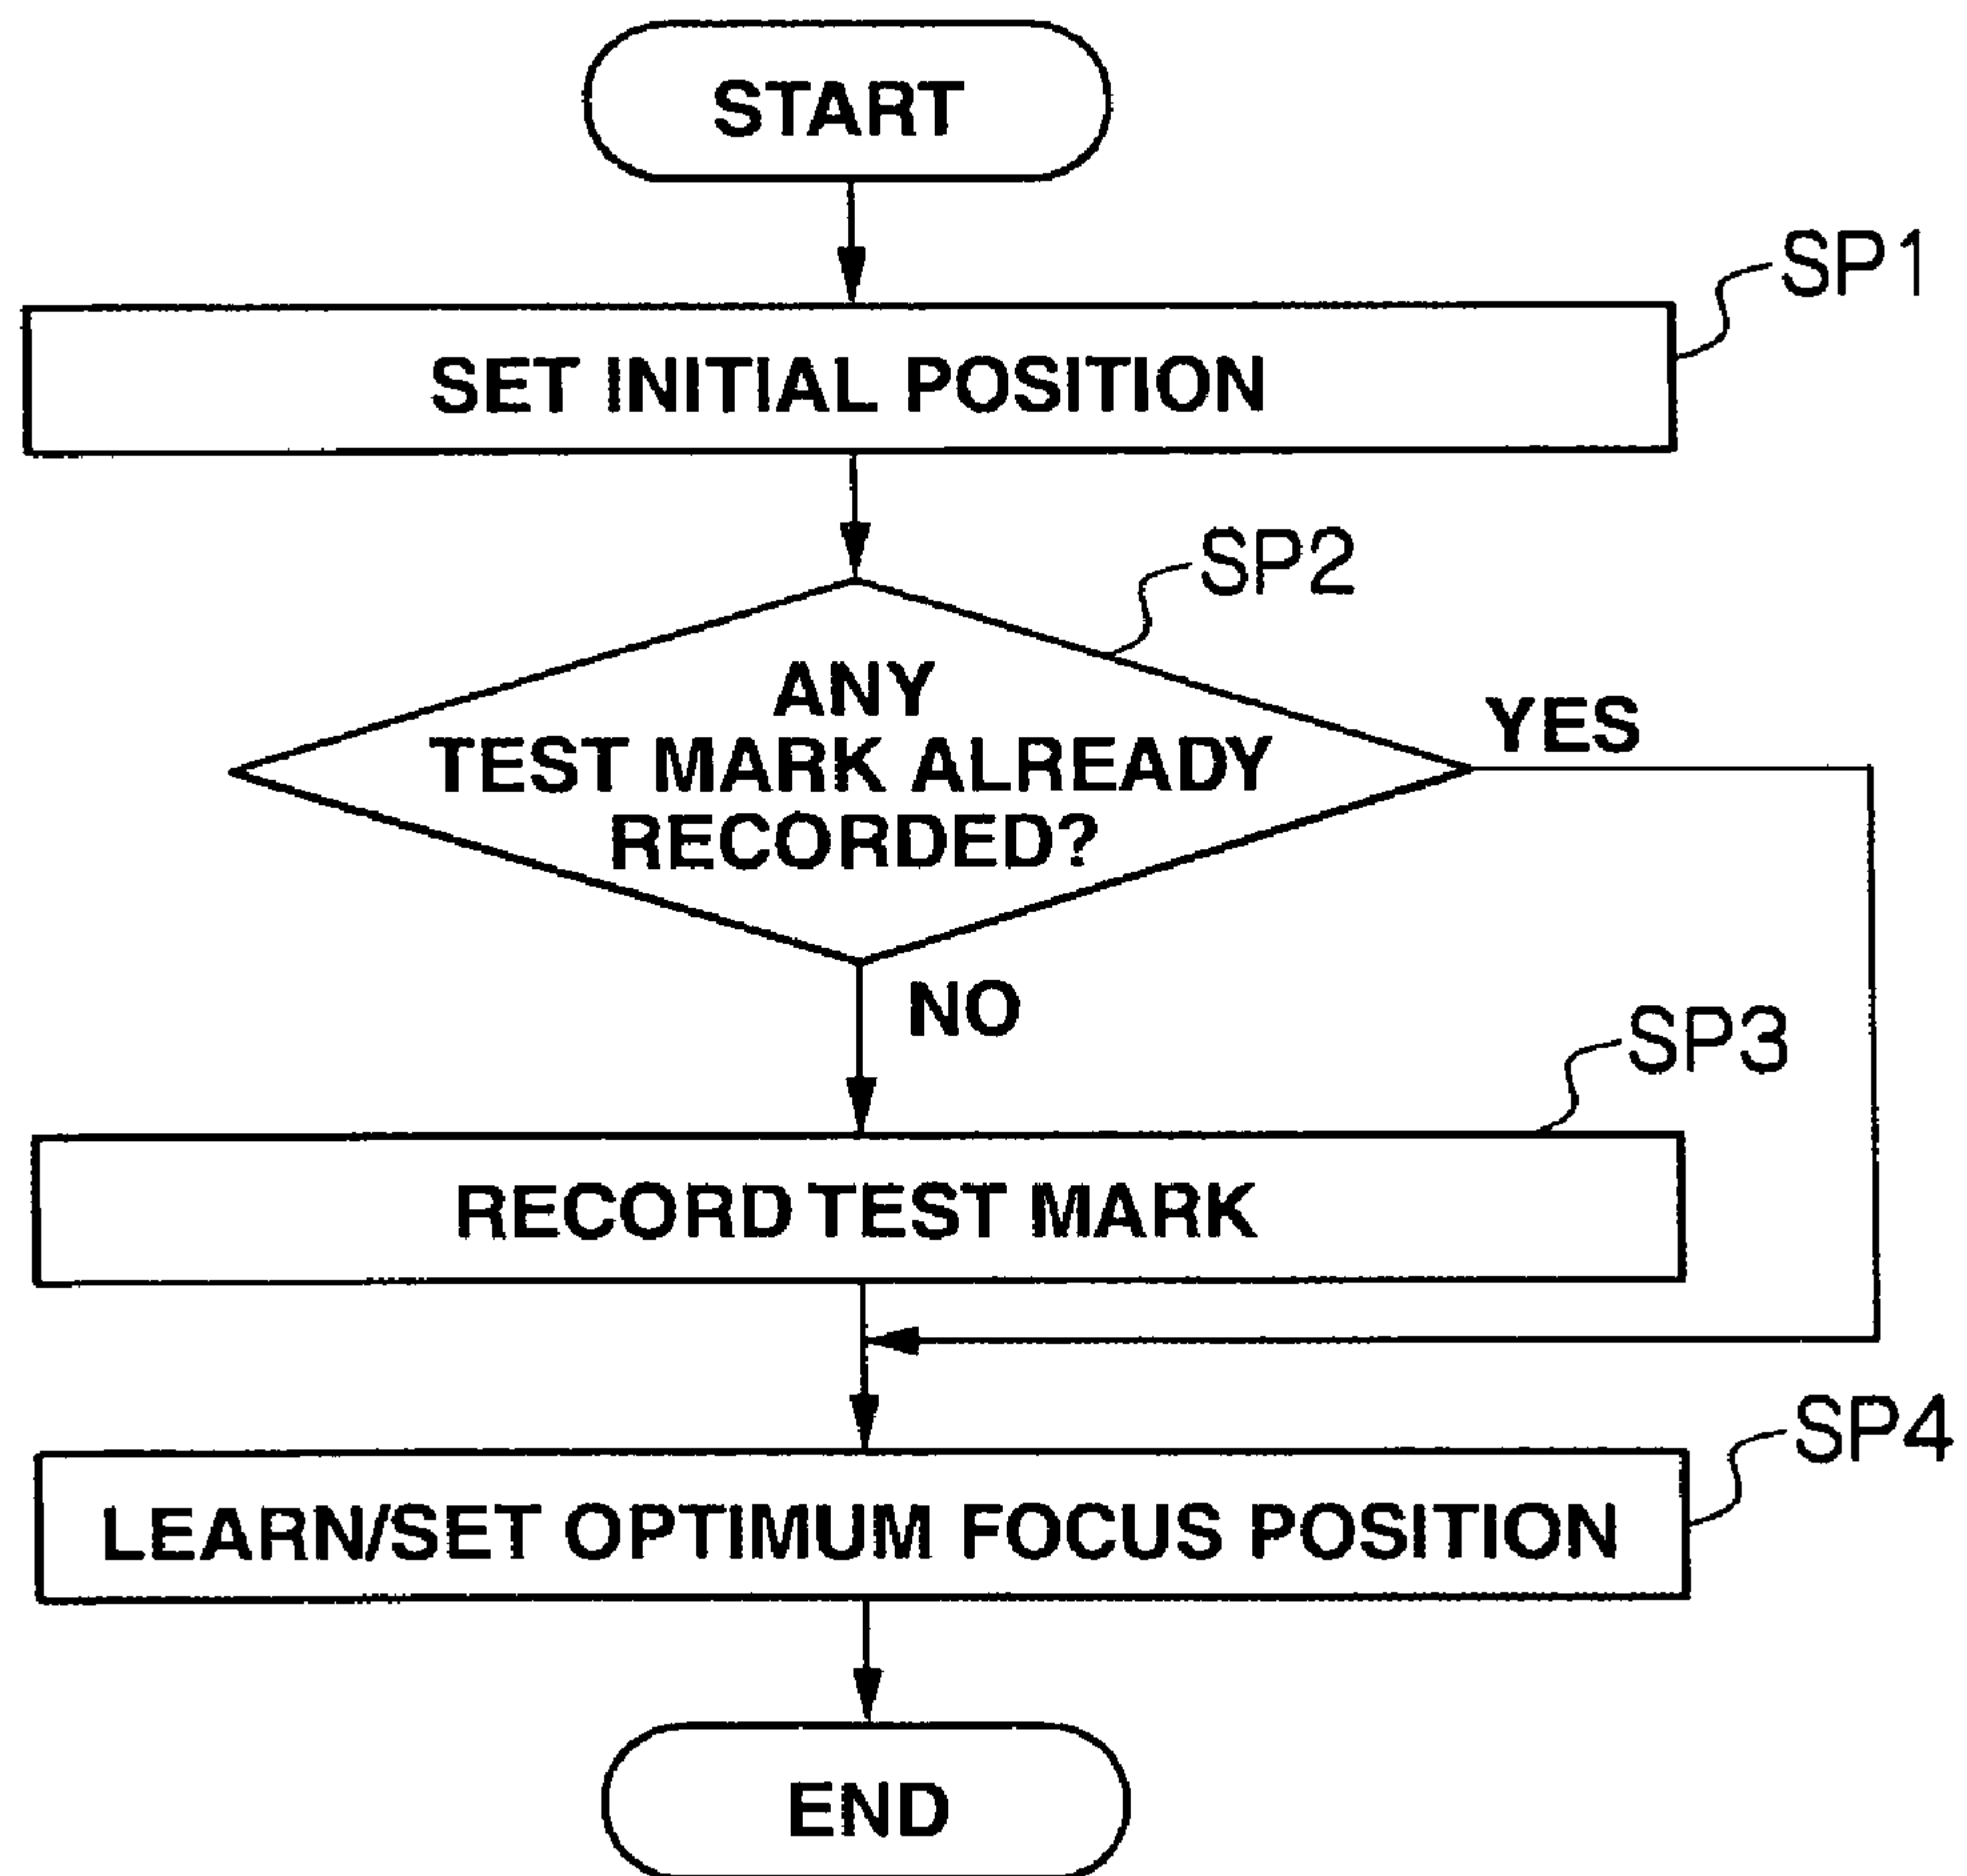 START
SP1
SET INITIAL POSITION
SP2
ANY
TEST MARK ALREADY
RECORDED?
YES
NO
SP3
RECORD TEST MARK
SP4
LEARN/SET OPTIMUM FOCUS POSITION
END